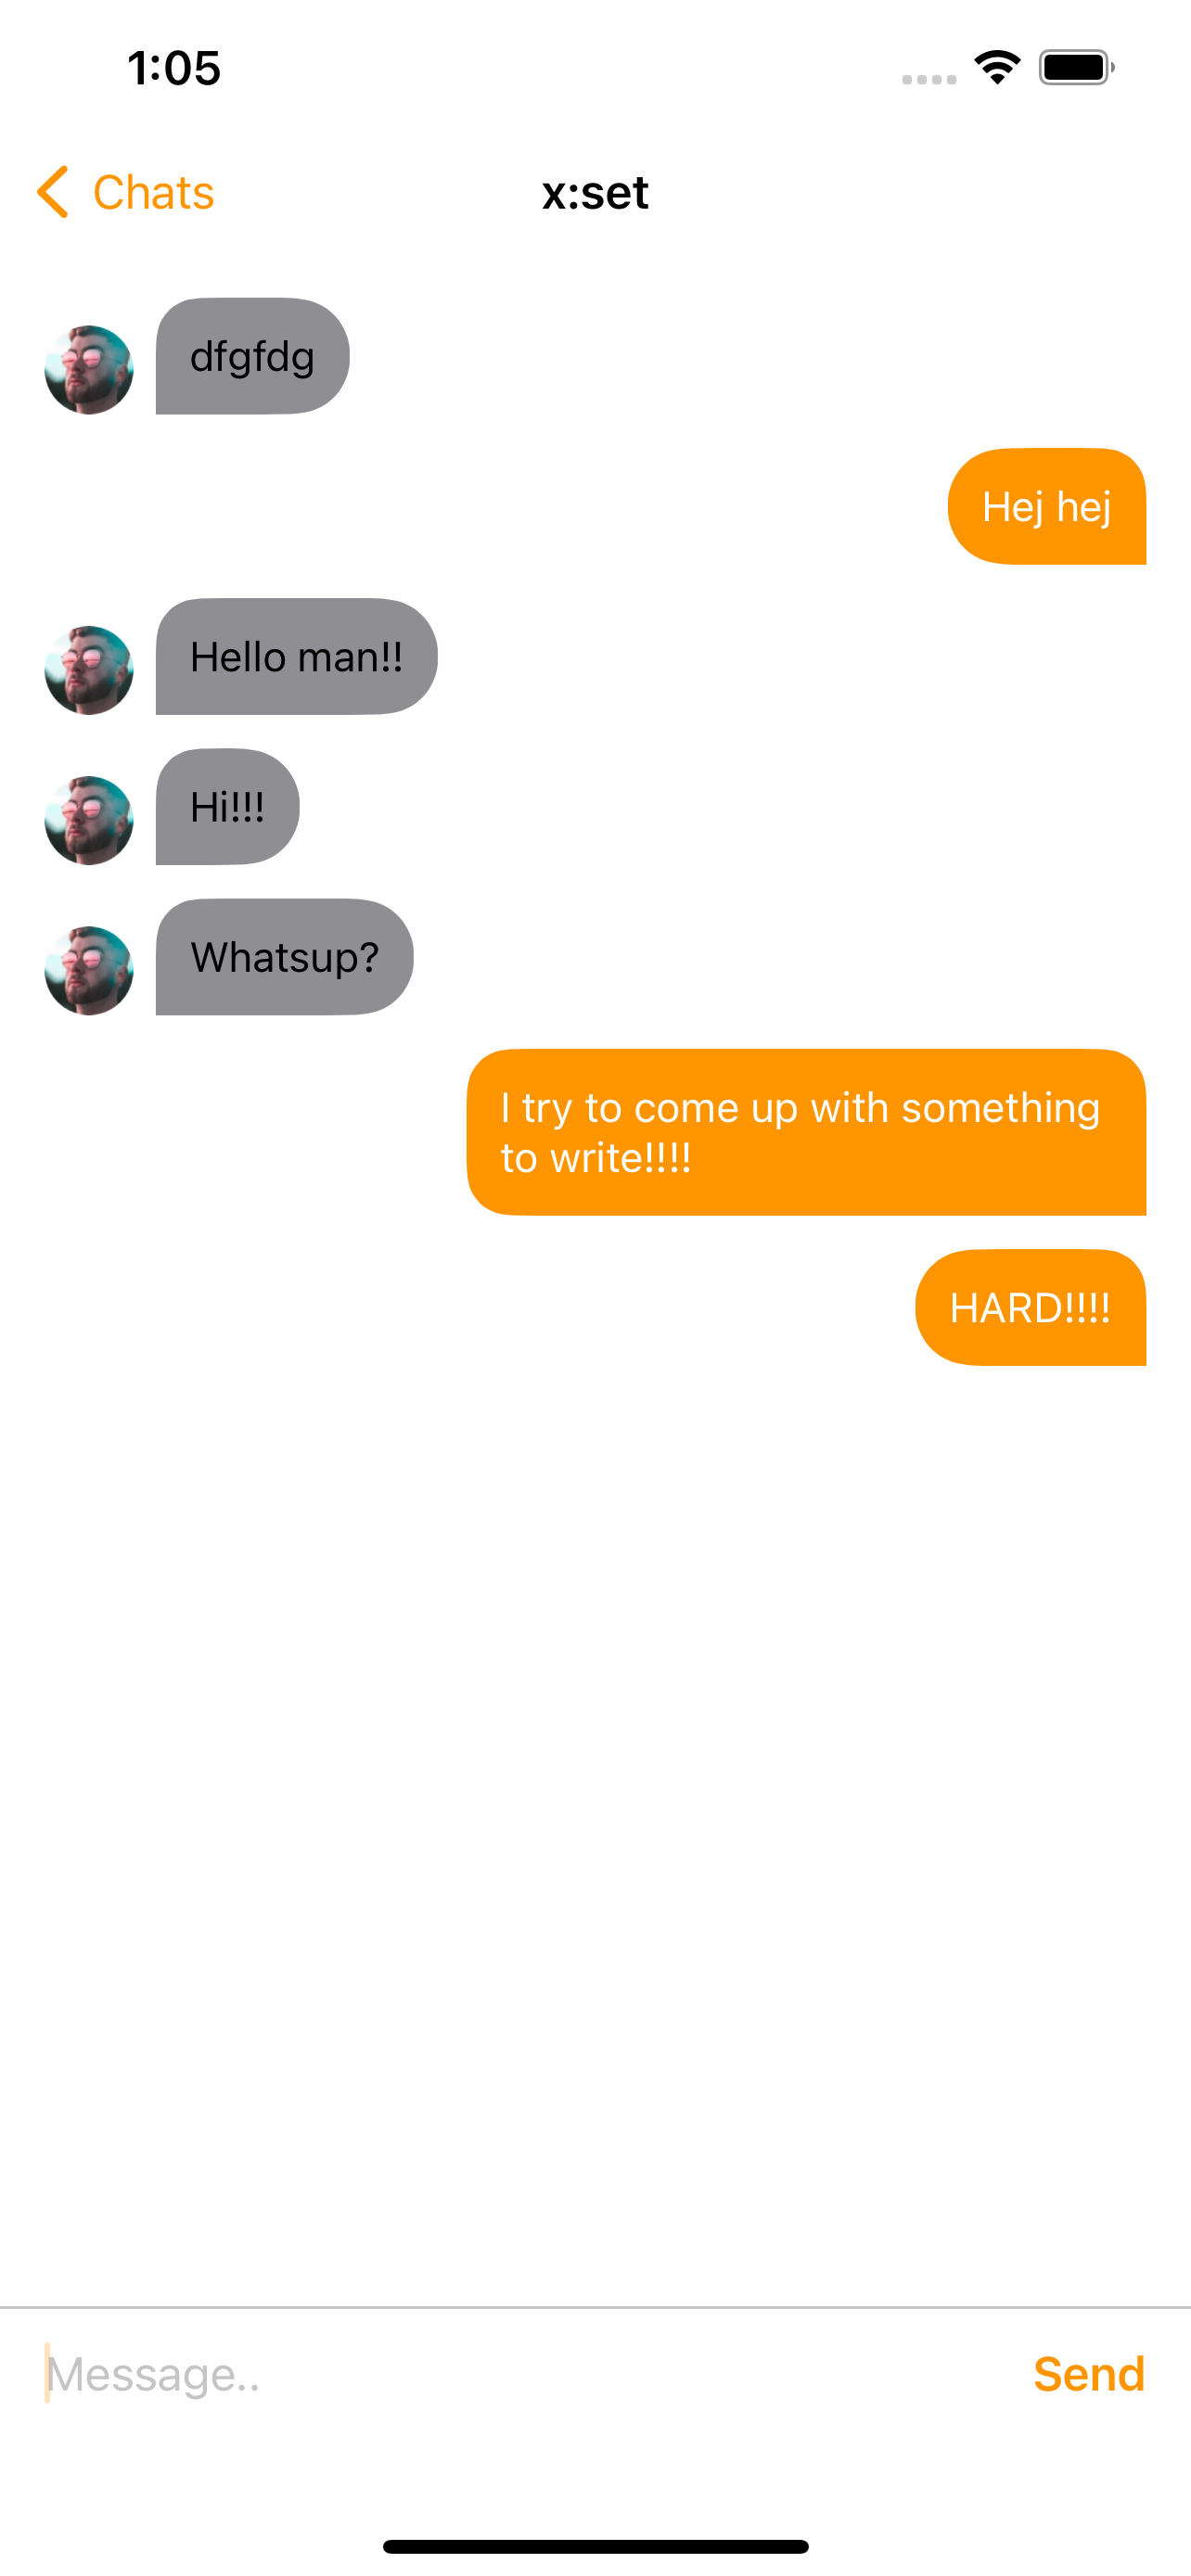 1:05
Chats
x:set
dfgfdg
Hej hej
Hello man!!
Hi!!!
Whatsup?
I try to come up with something
to write!!!!
HARD!!!!
Message..
Send